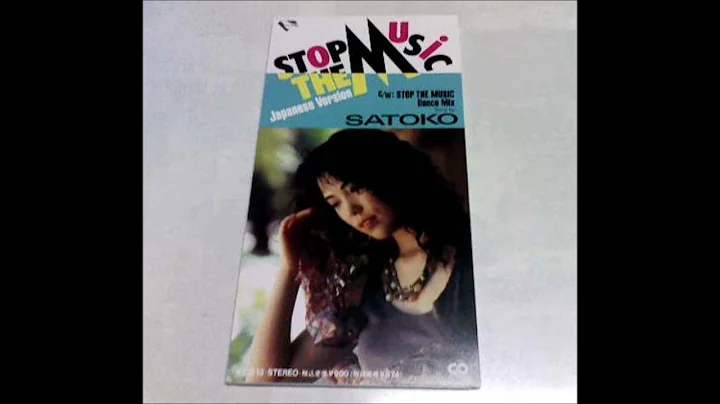 STOP
THE
MUSiC
Japanese Version
c/w: STOP THE MUSIC
Dance Mix
SATOKO
STEREO